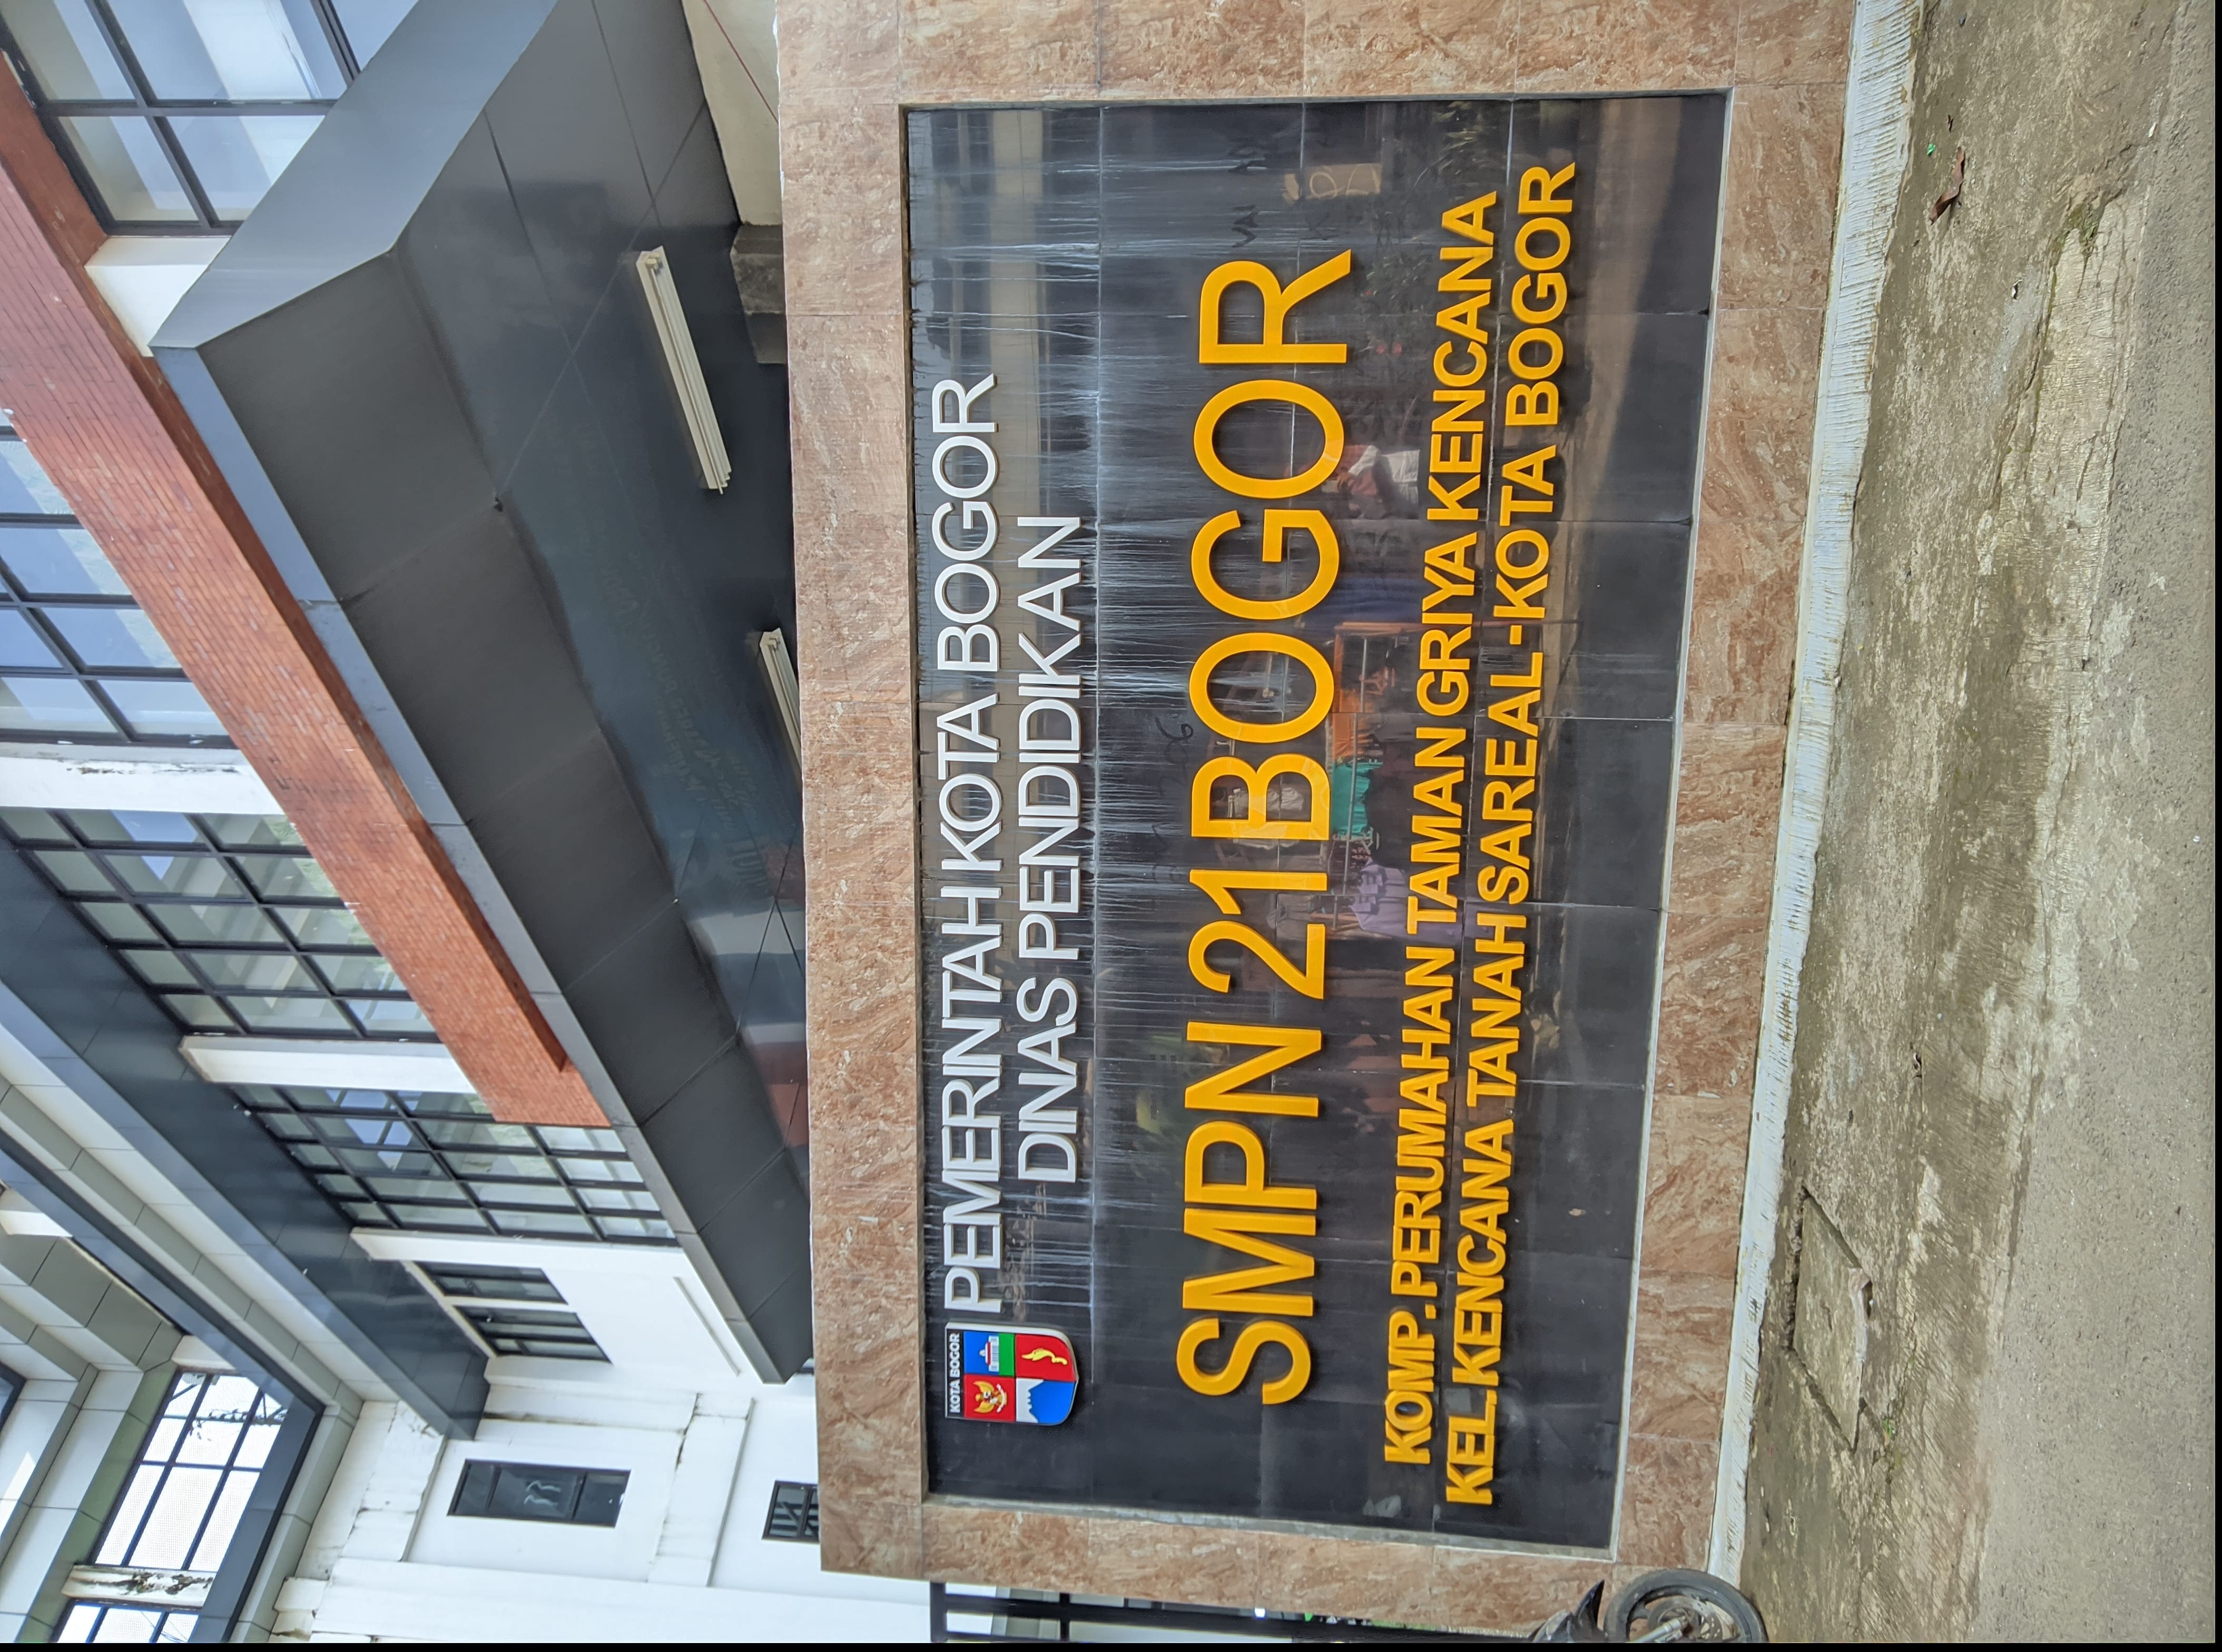 KOTA BOGOR
PEMERINTAH KOTA BOGOR
DINAS PENDIDIKAN
SMPN 21 BOGOR
KOMP. PERUMAHAN TAMAN GRIYA KENCANA
KEL. KENCANA TANAH SAREAL - KOTA BOGOR